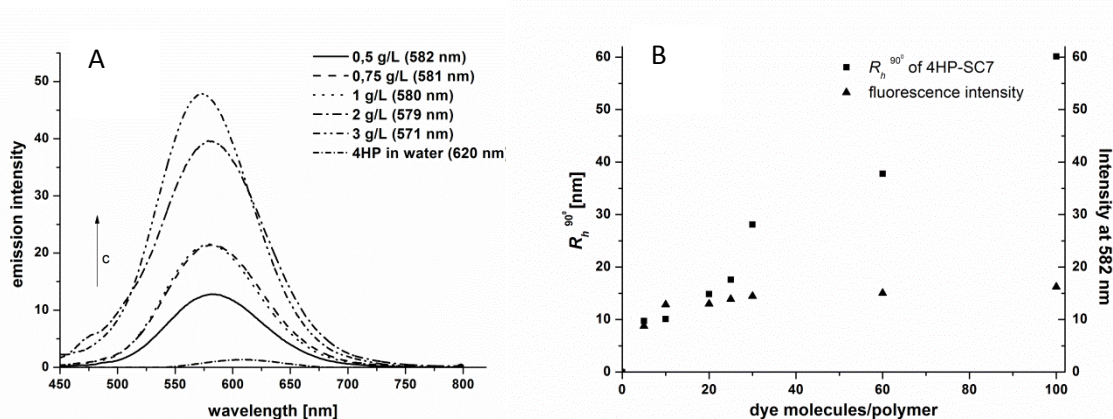 A
0,5 g/L (582 nm)
0,75 g/L (581 nm)
1 g/L (580 nm)
2 g/L (579 nm)
3 g/L (571 nm)
4HP in water (620 nm)
emission intensity
50
40
30
20
10
0
c
450 500 550 600 650 700 750 800
wavelength [nm]
B
Rh 90° of 4HP-SC7
fluorescence intensity
Rh 90° [nm]
60
50
40
30
20
10
0
60
50
40
30
20
10
0
Intensity at 582 nm
0 20 40 60 80 100
dye molecules/polymer